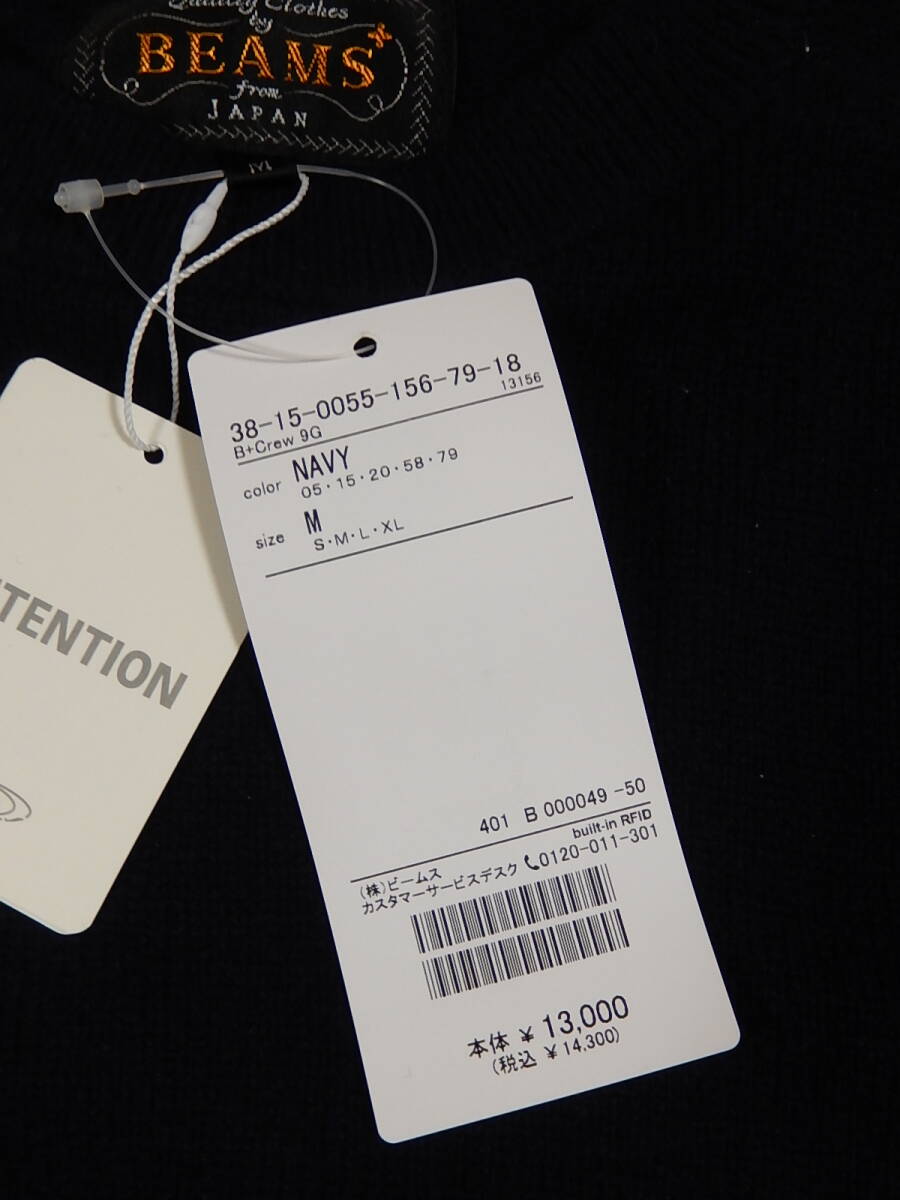 Quality Clothes
by
BEAMS+
from
JAPAN
M
38-15-0055-156-79-18
B+Crew 9G 13156
color NAVY
05・15・20・58・79
size M
S・M・L・XL
TENTION
401 B 000049 -50
built-in RFID
(株)ビームス
カスタマーサービスデスク 0120-011-301
本体 ¥ 13,000
(税込 ¥ 14,300)